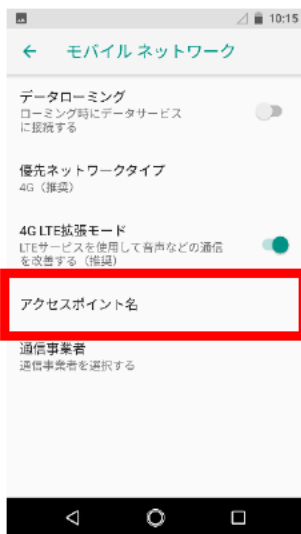 10:15
モバイル ネットワーク
データローミング
ローミング時にデータサービス
に接続する
優先ネットワークタイプ
4G（推奨）
4G LTE拡張モード
LTEサービスを使用して音声などの通信
を改善する（推奨）
アクセスポイント名
通信事業者
通信事業者を選択する